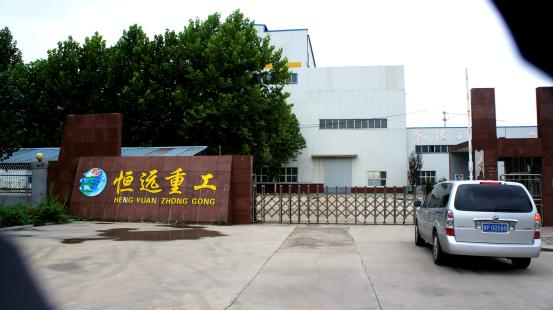 恒远重工
HENG YUAN ZHONG GONG